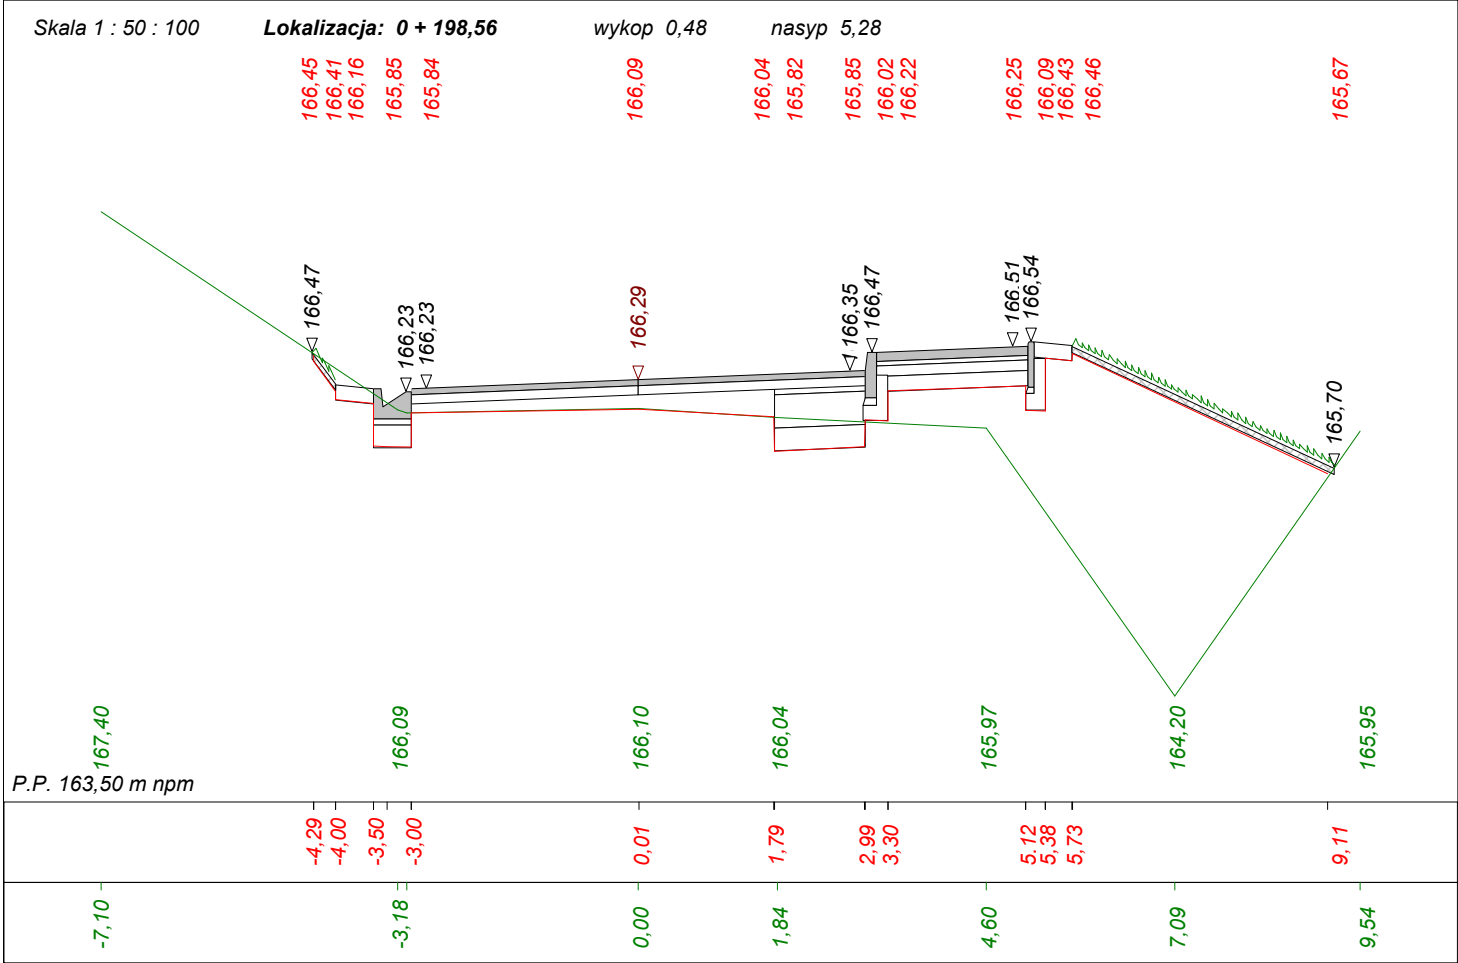 Skala 1 : 50 : 100 Lokalizacja: 0 + 198,56 wykop 0,48 nasyp 5,28
166,45 166,41 166,16 165,85 165,84 166,09 166,04 165,82 165,85 166,02 166,22 166,25 166,09 166,43 166,46 165,67
166,47
166,23
166,23
166,29
166,35
166,47
166.51
166,54
165,70
167,40 166,09 166,10 166,04 165,97 164,20 165,95
P.P. 163,50 m npm
-4,29 -4,00 -3,50 -3,00 0,01 1,79 2,99 3,30 5.12 5,38 5,73 9,11
-7,10 -3,18 0,00 1,84 4,60 7,09 9,54